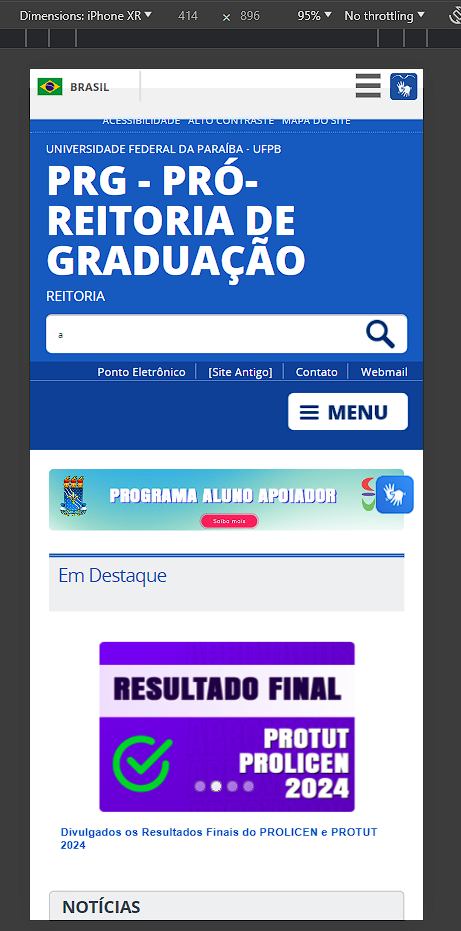 Dimensions: iPhone XR 414 x 896 95% No throttling
BRASIL
ACESSIBILIDADE ALTO CONTRASTE MAPA DO SITE
UNIVERSIDADE FEDERAL DA PARAÍBA - UFPB
PRG - PRÓ-
REITORIA DE
GRADUAÇÃO
REITORIA
a
Ponto Eletrônico [Site Antigo] Contato Webmail
MENU
PROGRAMA ALUNO APOIADOR
Saiba mais
Em Destaque
RESULTADO FINAL
PROTUT
PROLICEN
2024
Divulgados os Resultados Finais do PROLICEN e PROTUT
2024
NOTÍCIAS